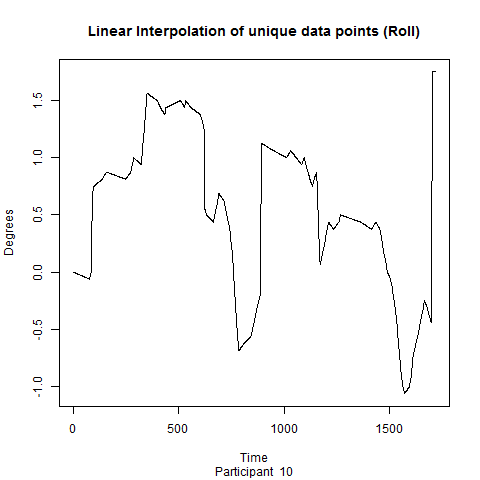 Linear Interpolation of unique data points (Roll)
Degrees
1.5
1.0
0.5
0.0
-0.5
-1.0
0 500 1000 1500
Time
Participant 10